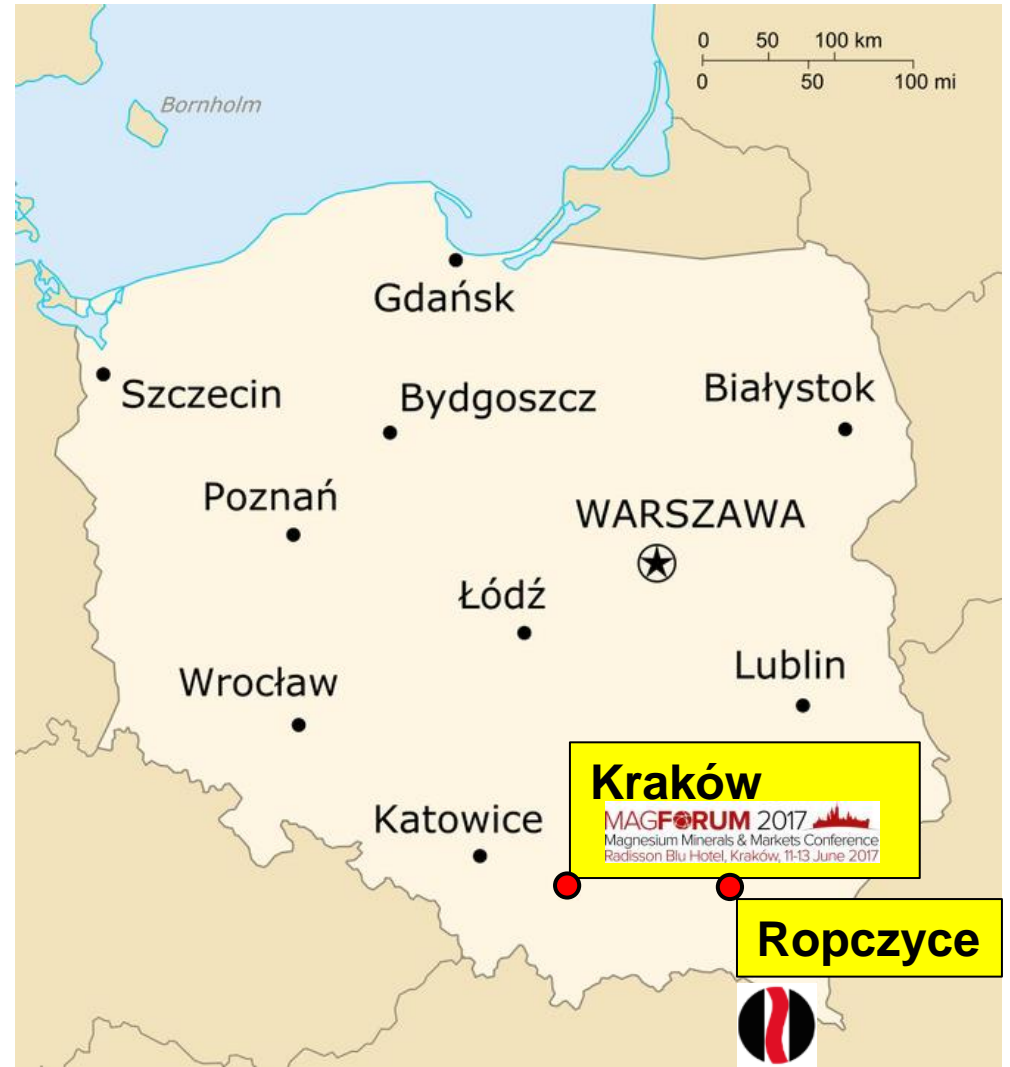 0 50 100 km
0 50 100 mi
Bornholm
Gdańsk
Szczecin
Bydgoszcz
Białystok
Poznań
WARSZAWA
Łódź
Wrocław
Lublin
Kraków
MAGFORUM 2017
Magnesium Minerals & Markets Conference
Radisson Blu Hotel, Kraków, 11-13 June 2017
Katowice
Ropczyce